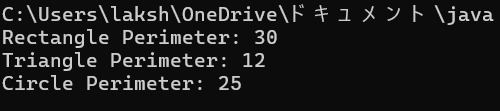 C:\Users\laksh\OneDrive\ドキュメント\java
Rectangle Perimeter: 30
Triangle Perimeter: 12
Circle Perimeter: 25